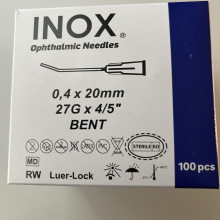 INOX®
Ophthalmic Needles
0,4 x 20mm
27G x 4/5"
BENT
STERILE EO
MD
RW Luer-Lock
100 pcs